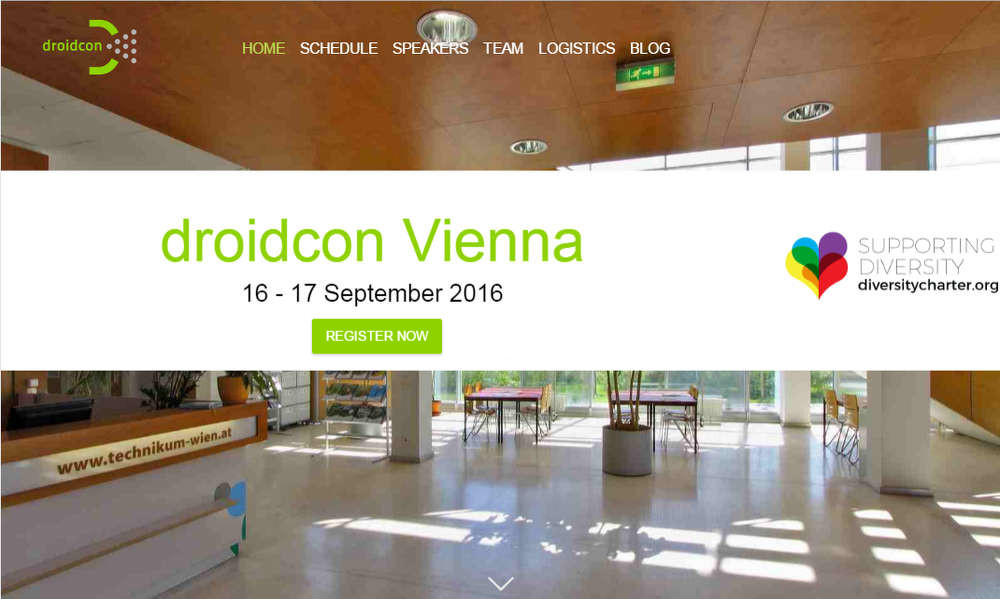 droidcon
HOME SCHEDULE SPEAKERS TEAM LOGISTICS BLOG
droidcon Vienna
16 - 17 September 2016
REGISTER NOW
SUPPORTING
DIVERSITY
diversitycharter.org
www.technikum-wien.at